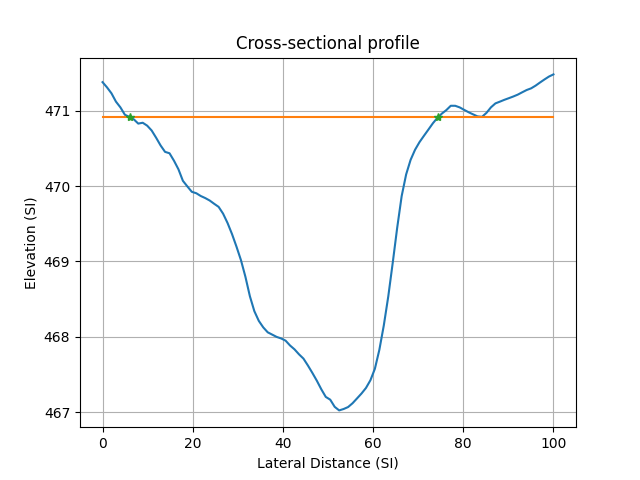 Cross-sectional profile
Elevation (SI)
471
470
469
468
467
0 20 40 60 80 100
Lateral Distance (SI)